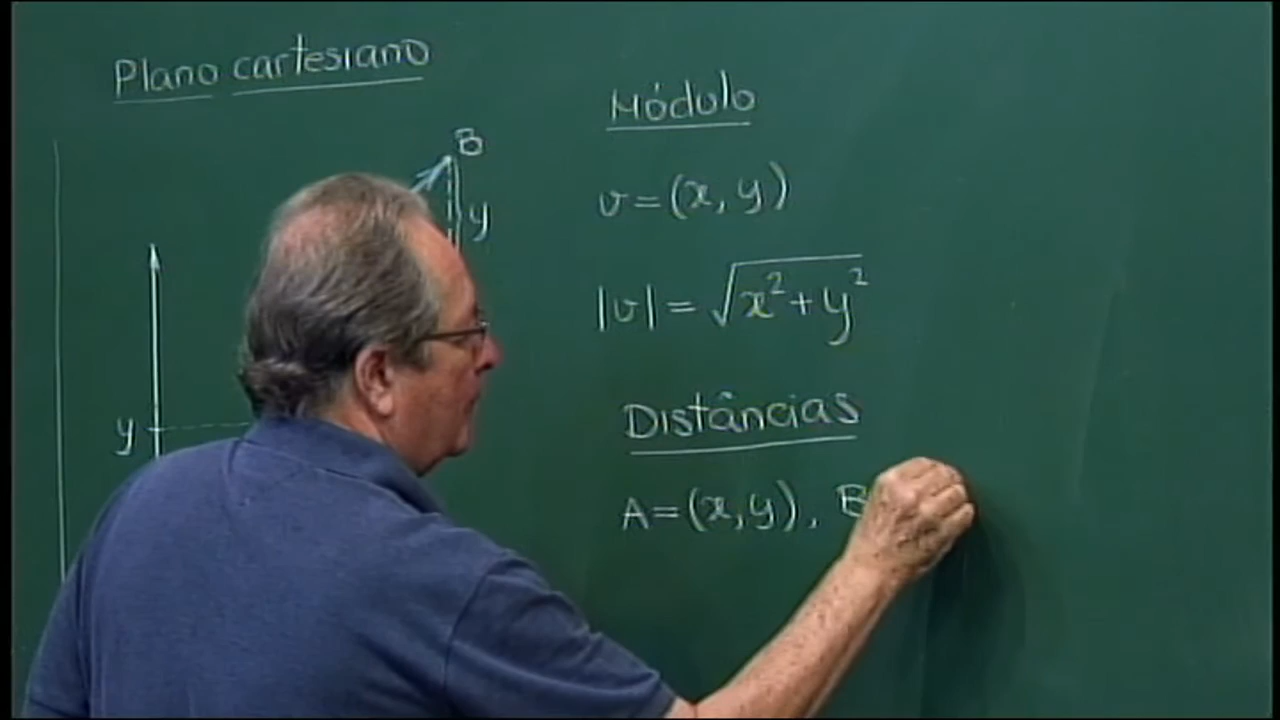 Plano cartesiano
B
y
y
Módulo
v = (x, y)
|v| = √x²+y²
Distâncias
A = (x, y), B